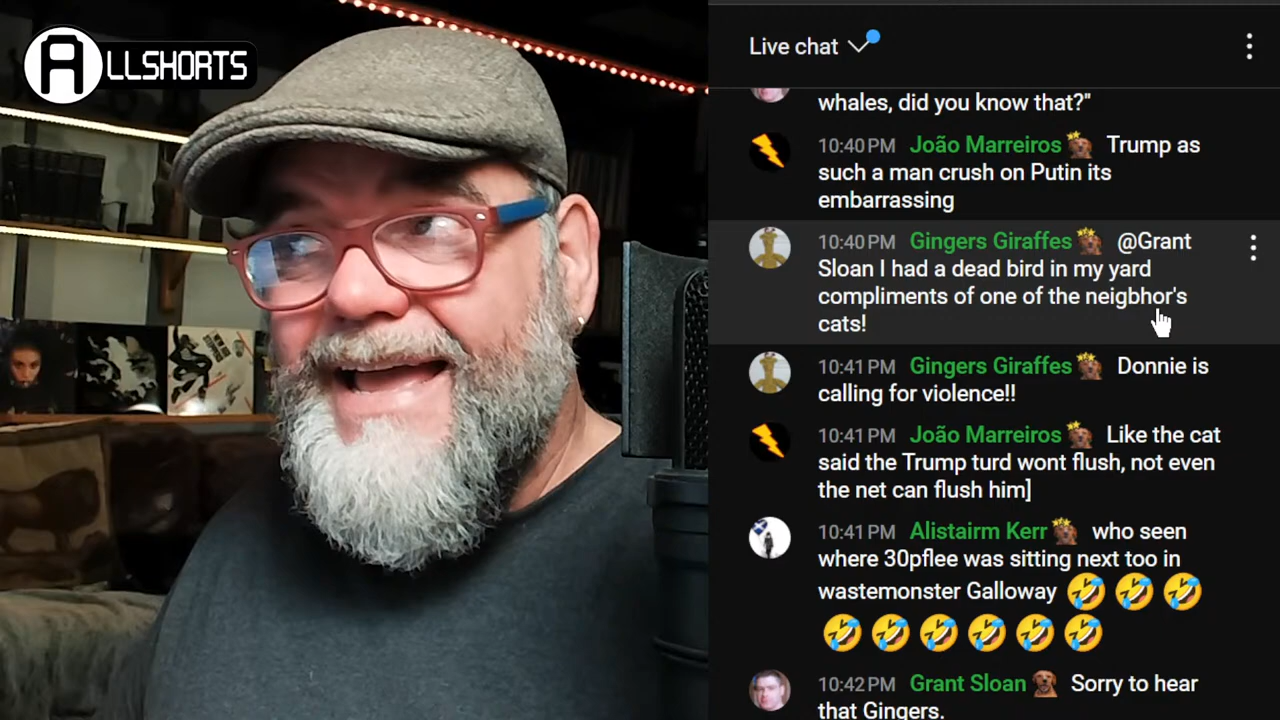 ALLSHORTS
Live chat
whales, did you know that?"
10:40 PM João Marreiros Trump as
such a man crush on Putin its
embarrassing
10:40 PM Gingers Giraffes @Grant
Sloan I had a dead bird in my yard
compliments of one of the neigbhor's
cats!
10:41 PM Gingers Giraffes Donnie is
calling for violence!!
10:41 PM João Marreiros Like the cat
said the Trump turd wont flush, not even
the net can flush him]
10:41 PM Alistairm Kerr who seen
where 30pflee was sitting next too in
wastemonster Galloway 🤣🤣🤣
🤣🤣🤣🤣🤣🤣
10:42 PM Grant Sloan Sorry to hear
that Gingers.